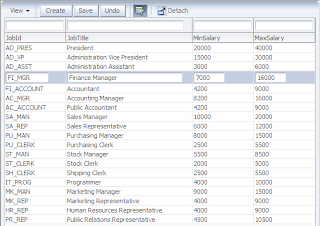 View Create Save Undo Detach
JobId JobTitle MinSalary MaxSalary
AD_PRES President 20000 40000
AD_VP Administration Vice President 15000 30000
AD_ASST Administration Assistant 3000 6000
FI_MGR Finance Manager 7000 16000
FI_ACCOUNT Accountant 4200 9000
AC_MGR Accounting Manager 8200 16000
AC_ACCOUNT Public Accountant 4200 9000
SA_MAN Sales Manager 10000 20000
SA_REP Sales Representative 6000 12000
PU_MAN Purchasing Manager 8000 15000
PU_CLERK Purchasing Clerk 2500 5500
ST_MAN Stock Manager 5500 8500
ST_CLERK Stock Clerk 2000 5000
SH_CLERK Shipping Clerk 2500 5500
IT_PROG Programmer 4000 10000
MK_MAN Marketing Manager 9000 15000
MK_REP Marketing Representative 4000 9000
HR_REP Human Resources Representative 4000 9000
PR_REP Public Relations Representative 4500 10500